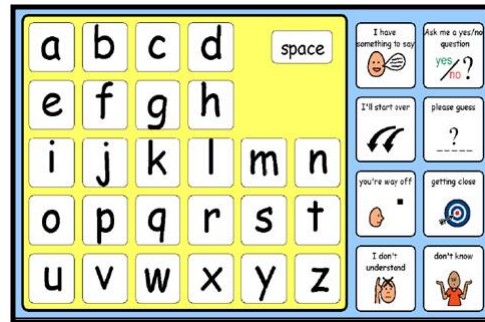 a b c d space
e f g h
i j k l m n
o p q r s t
u v w x y z
I have
something to say
Ask me a yes/no
question
yes/no?
I'll start over
please guess
?
you're way off
getting close
I don't
understand
don't know